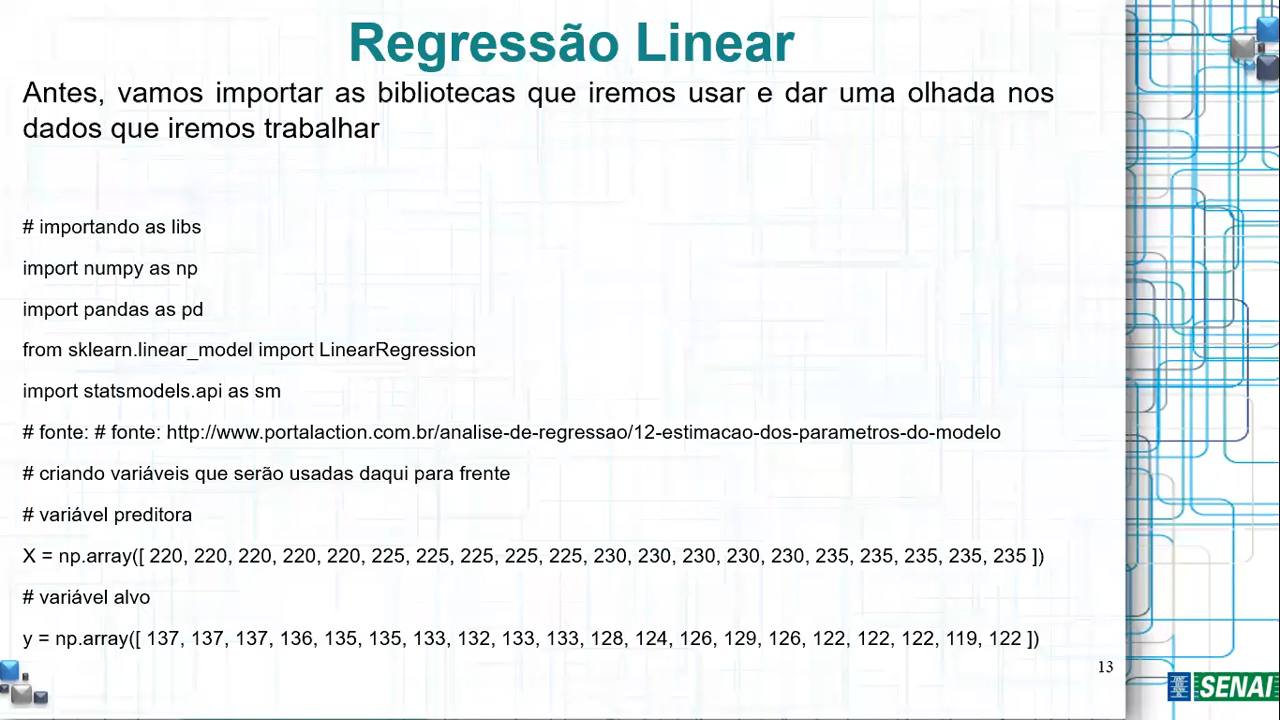 Regressão Linear
Antes, vamos importar as bibliotecas que iremos usar e dar uma olhada nos
dados que iremos trabalhar
# importando as libs
import numpy as np
import pandas as pd
from sklearn.linear_model import LinearRegression
import statsmodels.api as sm
# fonte: # fonte: http://www.portalaction.com.br/analise-de-regressao/12-estimacao-dos-parametros-do-modelo
# criando variáveis que serão usadas daqui para frente
# variável preditora
X = np.array([ 220, 220, 220, 220, 220, 225, 225, 225, 225, 225, 230, 230, 230, 230, 230, 235, 235, 235, 235, 235 ])
# variável alvo
y = np.array([ 137, 137, 137, 136, 135, 135, 133, 132, 133, 133, 128, 124, 126, 129, 126, 122, 122, 122, 119, 122 ])
13
SENAI